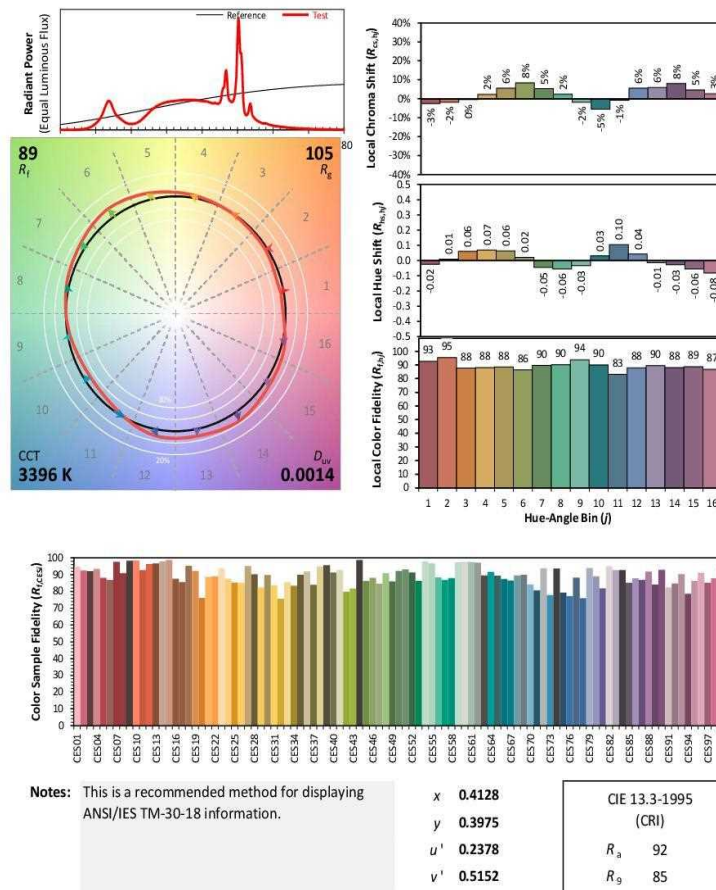 Reference Test
Radiant Power
(Equal Luminous Flux)
80
89
Rf
105
Rg
5 4
6 3
7 2
8 1
9 16
10 15
11 14
12 13
20%
CCT
3396 K
Duv
0.0014
Local Chroma Shift (Rcs,hj)
40%
30%
20%
10%
0%
-10%
-20%
-30%
-40%
-3% -2% 0% 2% 6% 8% 5% 2% -2% -5% -1% 6% 6% 8% 5% 3%
Local Hue Shift (Rhs,hj)
0.5
0.4
0.3
0.2
0.1
0.0
-0.1
-0.2
-0.3
-0.4
-0.5
-0.02 0.01 0.06 0.07 0.06 0.02 -0.05 -0.06 -0.03 0.03 0.10 0.04 -0.01 -0.03 -0.06 -0.08
Local Color Fidelity (Rf,hj)
100
90
80
70
60
50
40
30
20
10
0
93 95 88 88 88 86 90 90 94 90 83 88 90 88 89 87
1 2 3 4 5 6 7 8 9 10 11 12 13 14 15 16
Hue-Angle Bin (j)
Color Sample Fidelity (Rf,CESi)
100
90
80
70
60
50
40
30
20
10
0
CES01 CES04 CES07 CES10 CES13 CES16 CES19 CES22 CES25 CES28 CES31 CES34 CES37 CES40 CES43 CES46 CES49 CES52 CES55 CES58 CES61 CES64 CES67 CES70 CES73 CES76 CES79 CES82 CES85 CES88 CES91 CES94 CES97
Notes: This is a recommended method for displaying
ANSI/IES TM-30-18 information.
x 0.4128
y 0.3975
u' 0.2378
v' 0.5152
CIE 13.3-1995
(CRI)
Ra 92
R9 85